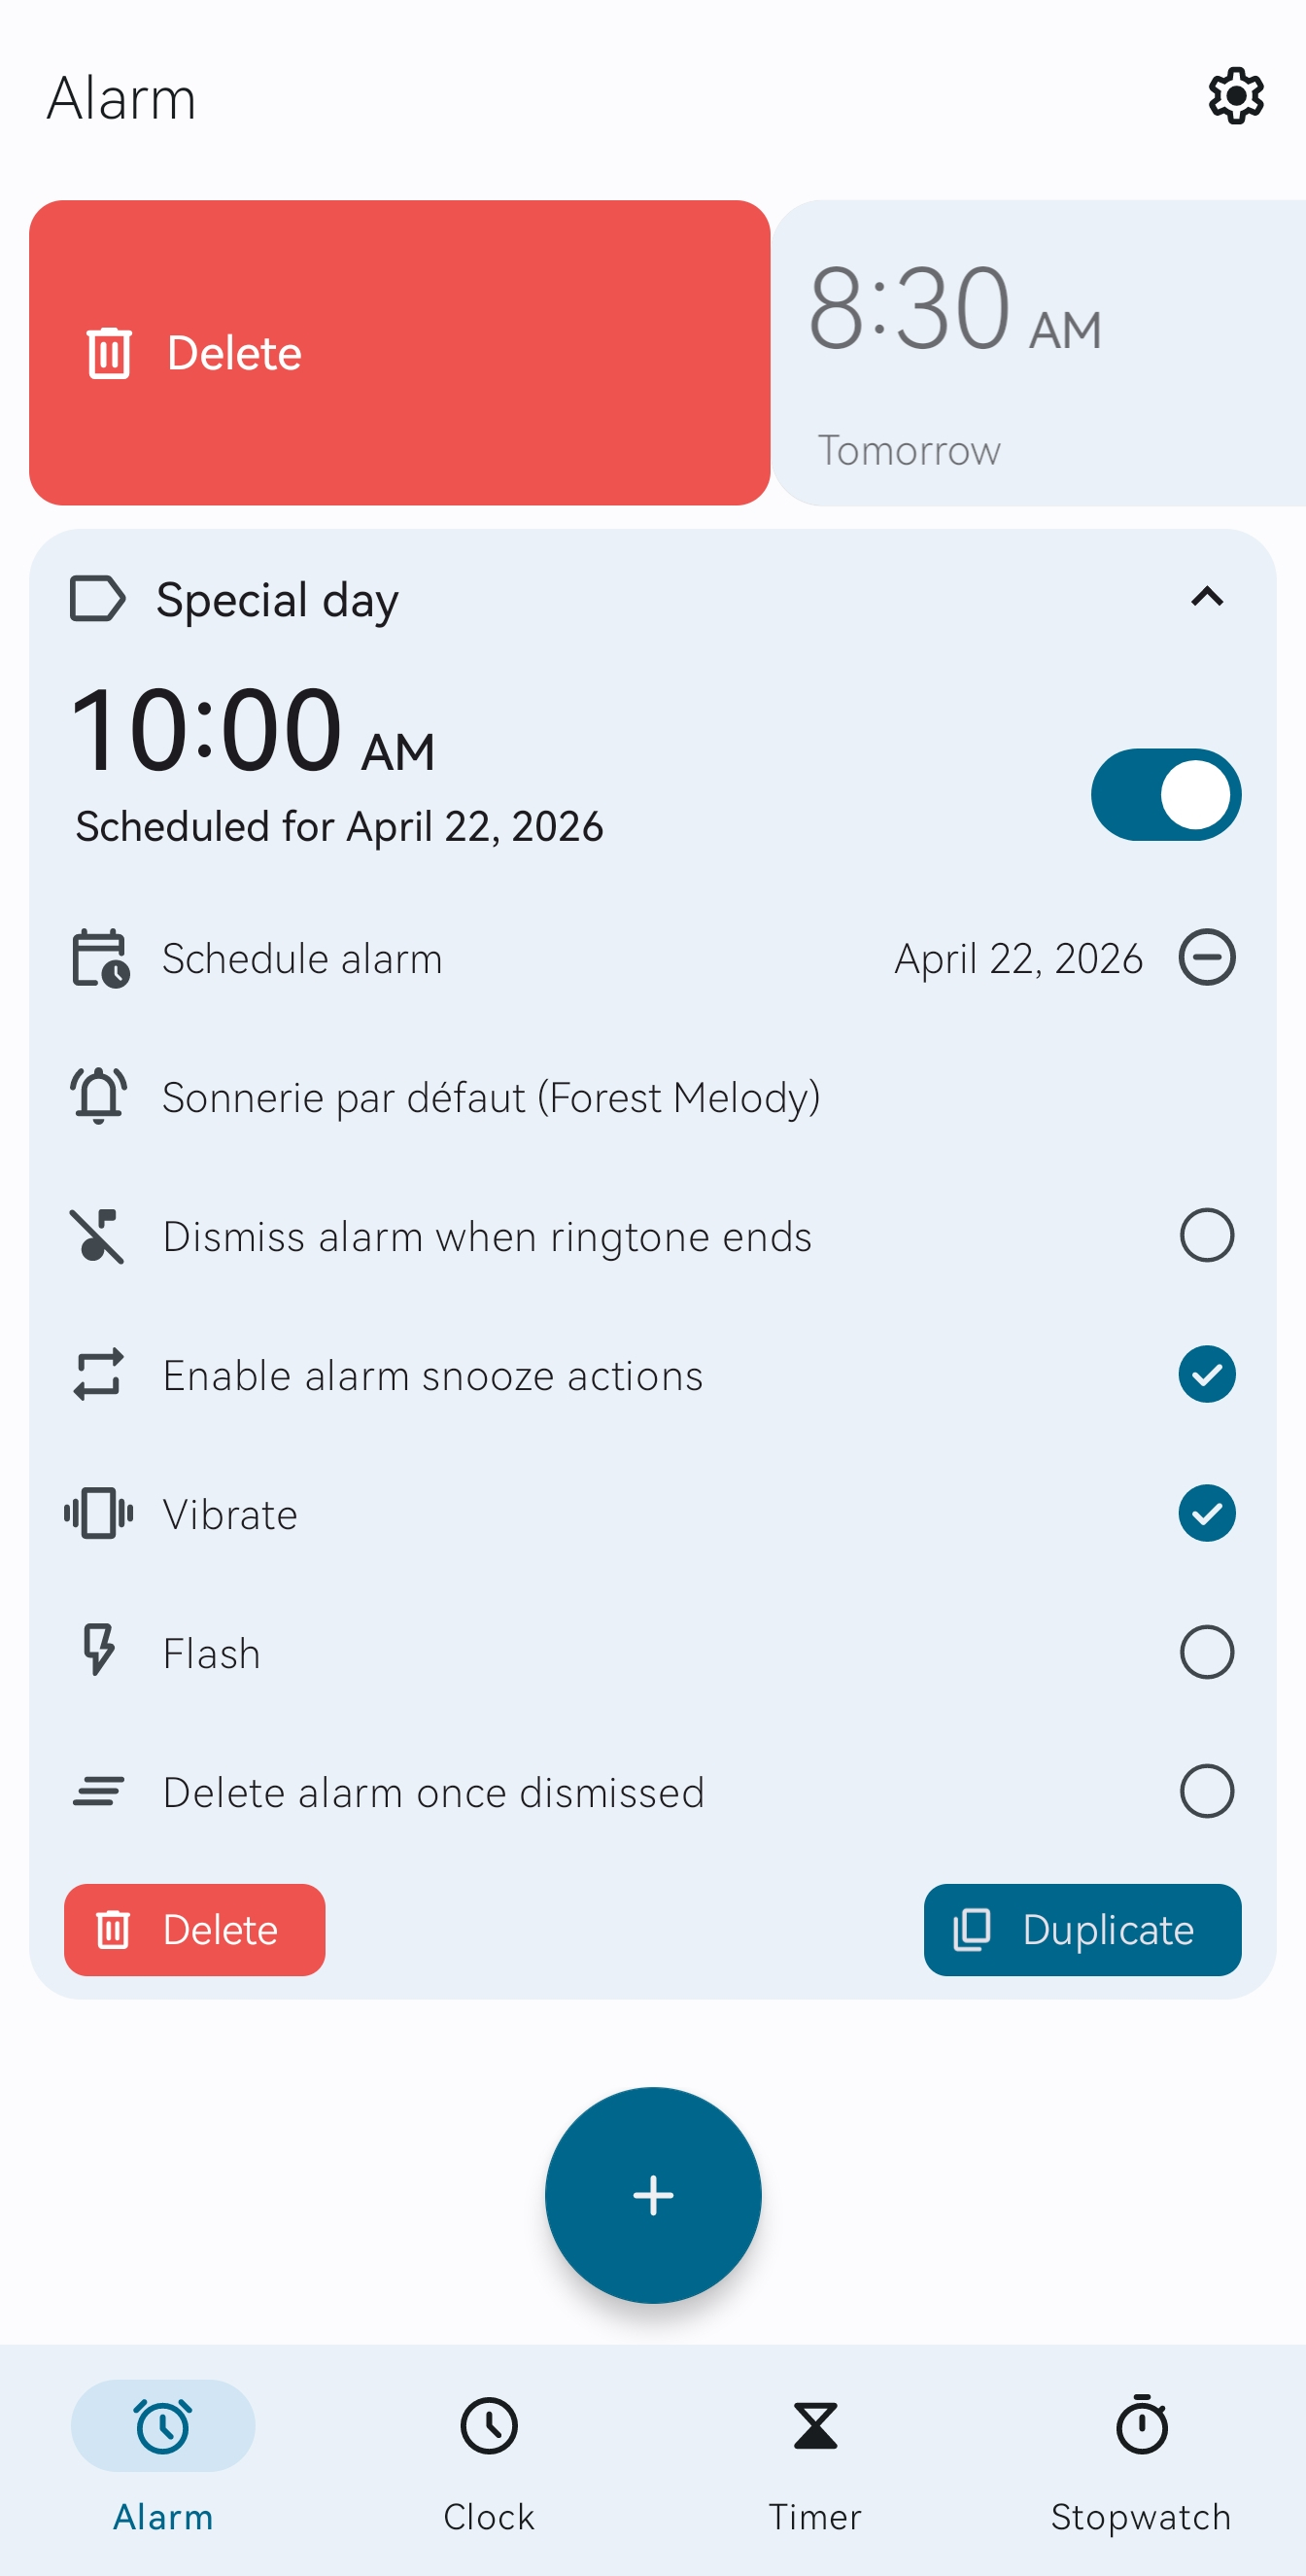 Alarm
Delete
8:30 AM
Tomorrow
Special day
10:00 AM
Scheduled for April 22, 2026
Schedule alarm April 22, 2026
Sonnerie par défaut (Forest Melody)
Dismiss alarm when ringtone ends
Enable alarm snooze actions
Vibrate
Flash
Delete alarm once dismissed
Delete Duplicate
Alarm Clock Timer Stopwatch